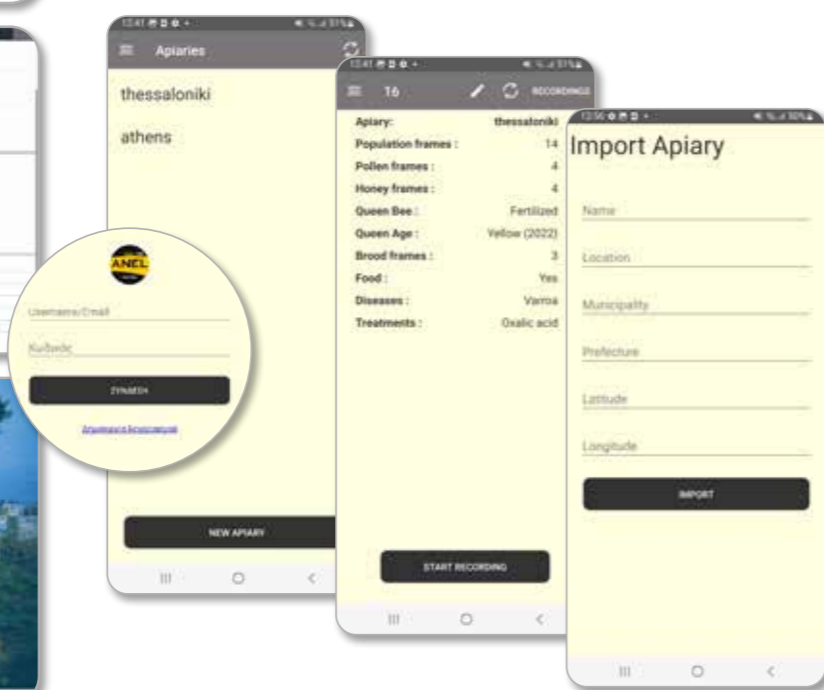 Apiaries
thessaloniki
athens
NEW APIARY
ANEL
Username/Email
Κωδικός
ΣΥΝΔΕΣΗ
16
RECORDINGS
Apiary: thessaloniki
Population frames : 14
Pollen frames : 4
Honey frames : 4
Queen Bee : Fertilized
Queen Age : Yellow (2022)
Brood frames : 3
Food : Yes
Diseases : Varroa
Treatments : Oxalic acid
START RECORDING
Import Apiary
Name
Location
Municipality
Prefecture
Latitude
Longitude
IMPORT